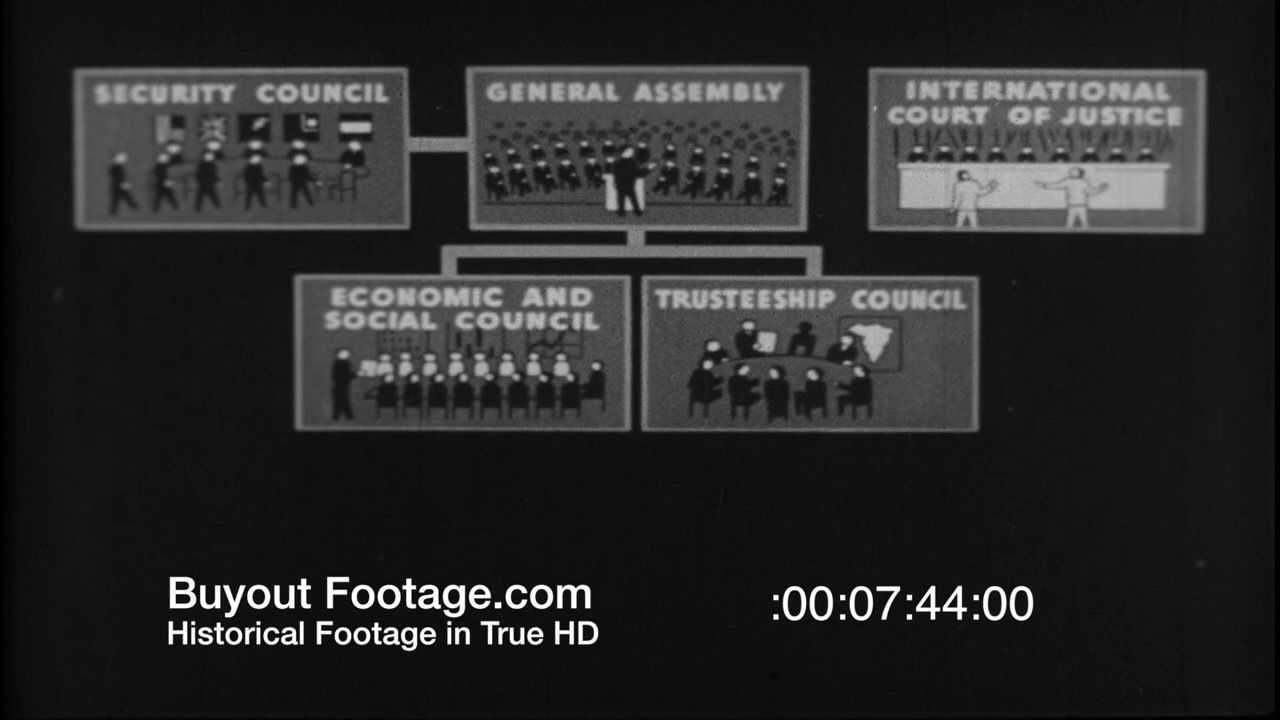 SECURITY COUNCIL
GENERAL ASSEMBLY
INTERNATIONAL
COURT OF JUSTICE
ECONOMIC AND
SOCIAL COUNCIL
TRUSTEESHIP COUNCIL
Buyout Footage.com
Historical Footage in True HD
:00:07:44:00